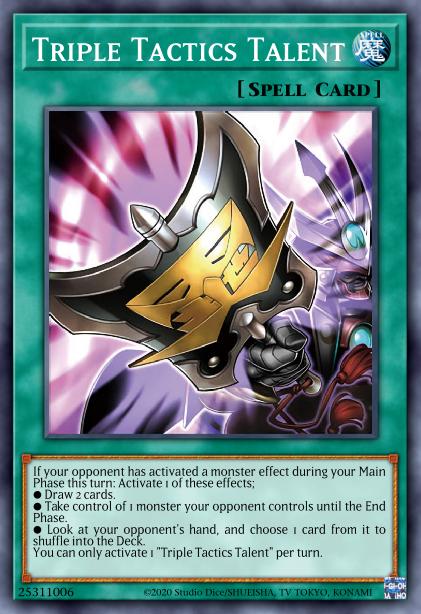 TRIPLE TACTICS TALENT
SPELL
魔
[SPELL CARD]
If your opponent has activated a monster effect during your Main
Phase this turn: Activate 1 of these effects;
● Draw 2 cards.
● Take control of 1 monster your opponent controls until the End
Phase.
● Look at your opponent's hand, and choose 1 card from it to
shuffle into the Deck.
You can only activate 1 "Triple Tactics Talent" per turn.
25311006
©2020 Studio Dice/SHUEISHA, TV TOKYO, KONAMI